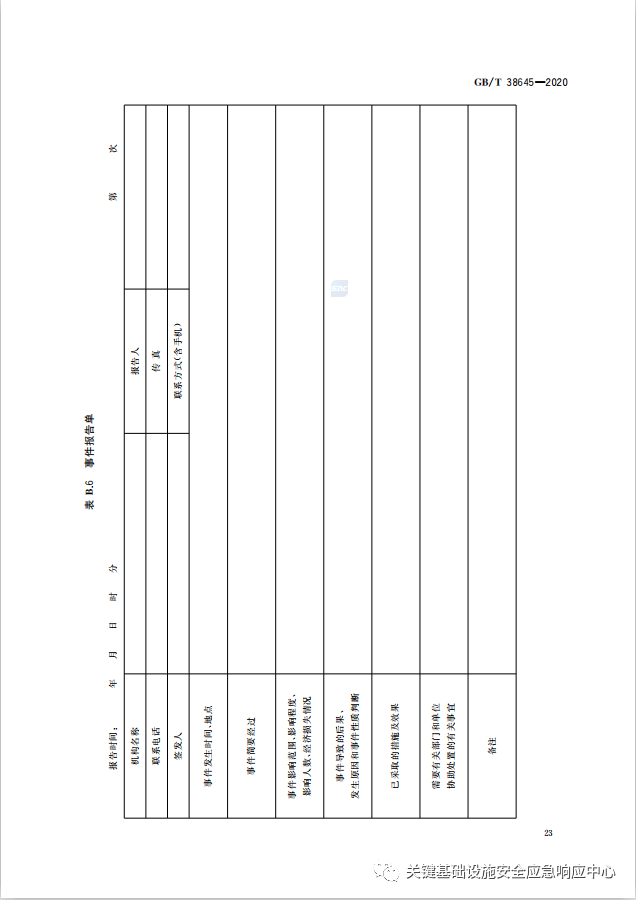 GB/T 38645—2020
表 B.6 事件报告单
报告时间： 年 月 日 时 分 第 次
机构名称 报告人
联系电话 传 真
签发人 联系方式(含手机)
事件发生时间、地点
事件简要经过
事件影响范围、影响程度、
影响人数、经济损失情况
事件导致的后果、
发生原因和事件性质判断
已采取的措施及效果
需要有关部门和单位
协助处置的有关事宜
备注
23
关键基础设施安全应急响应中心